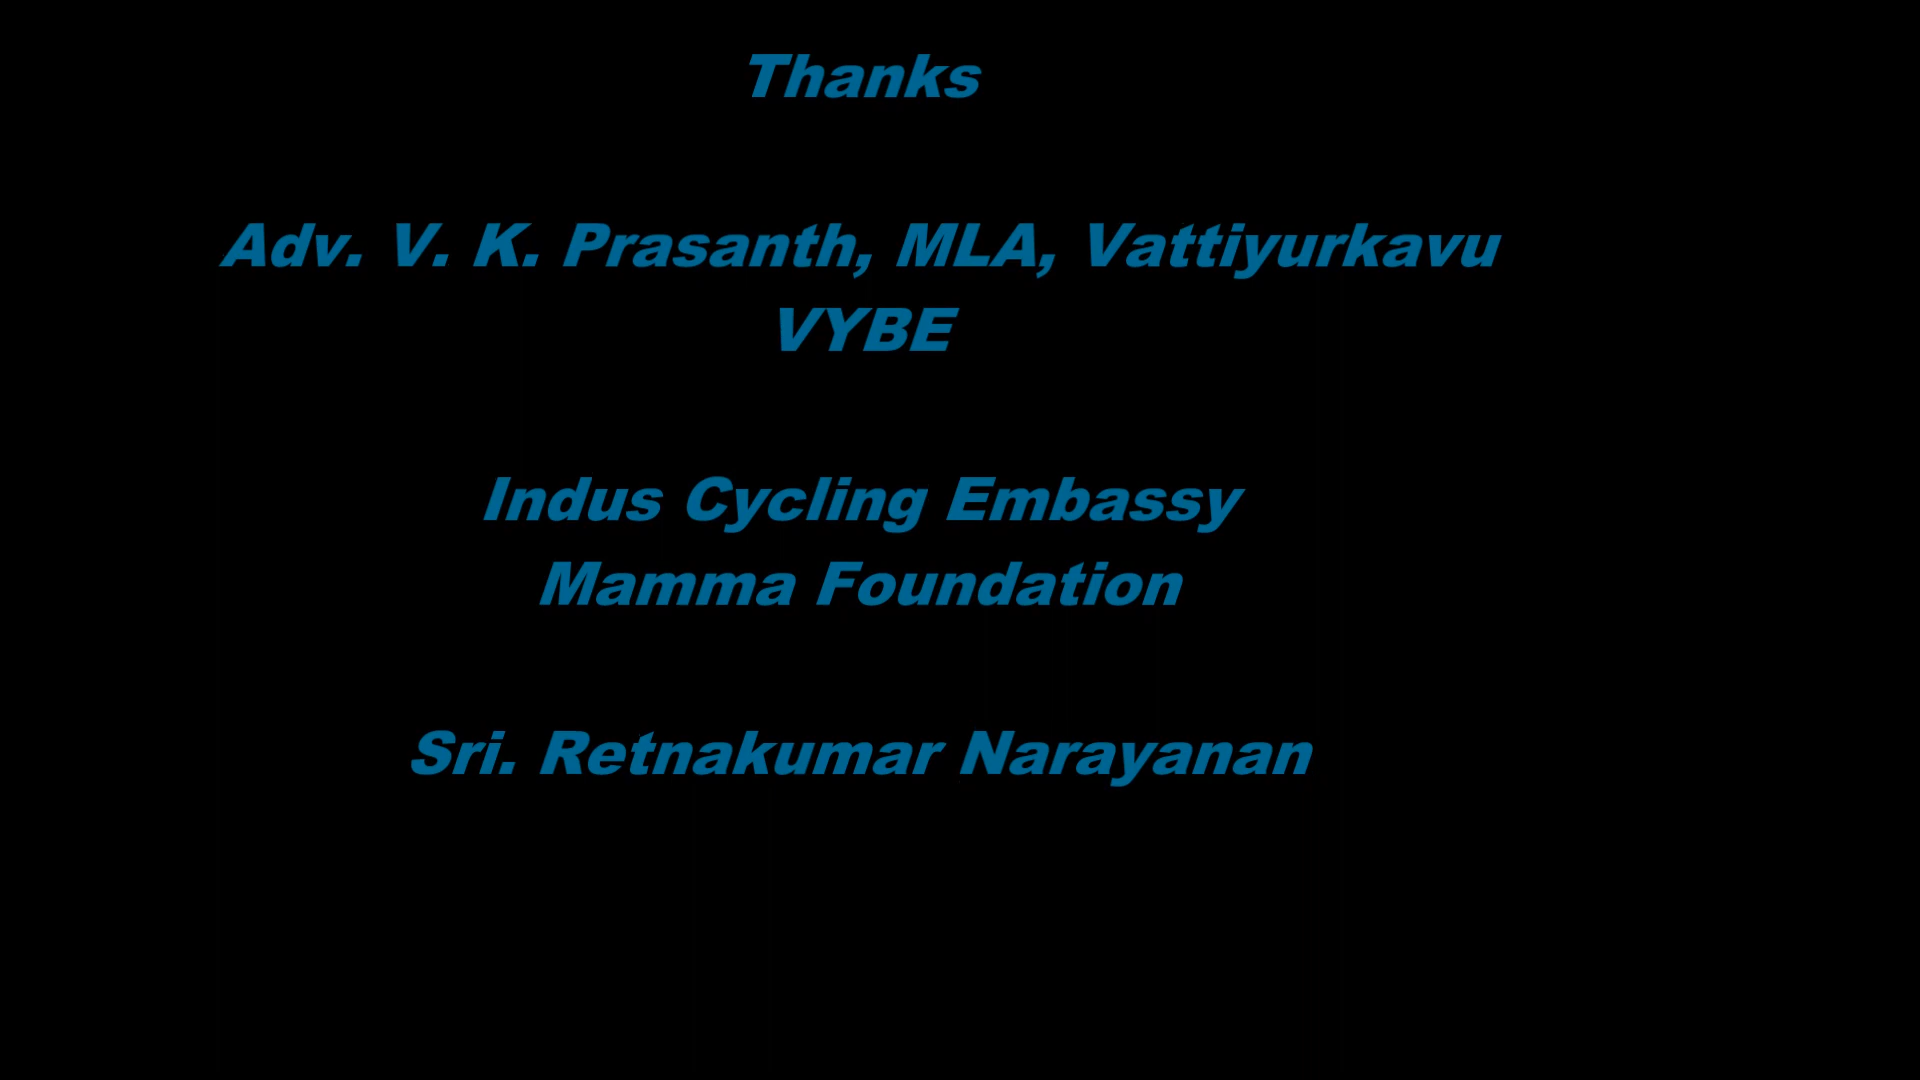 Thanks
Adv. V. K. Prasanth, MLA, Vattiyurkavu
VYBE
Indus Cycling Embassy
Mamma Foundation
Sri. Retnakumar Narayanan